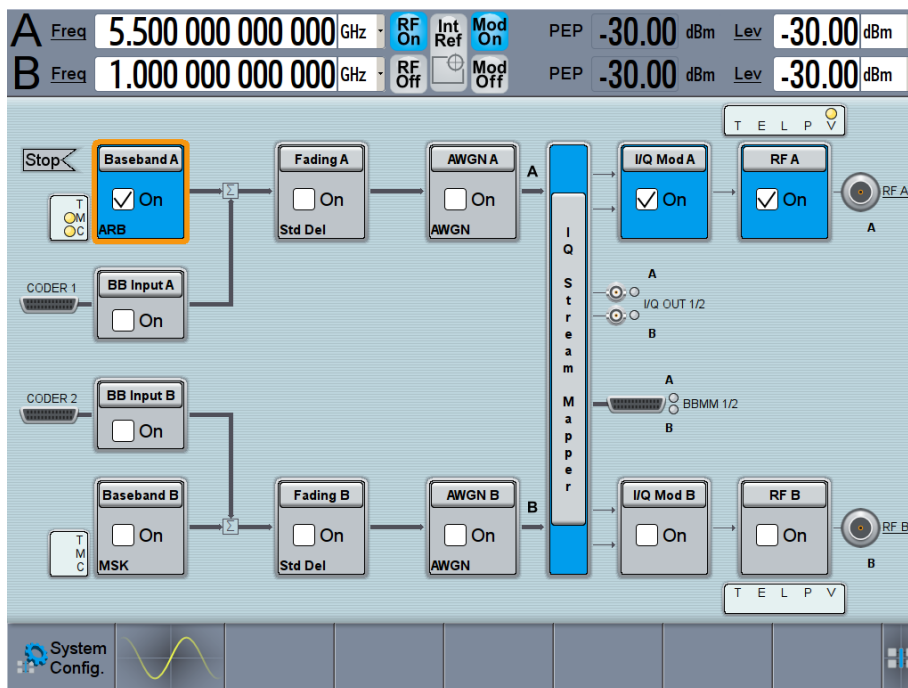 A Freq 5.500 000 000 000 GHz RF On Int Ref Mod On PEP -30.00 dBm Lev -30.00 dBm
B Freq 1.000 000 000 000 GHz RF Off Mod Off PEP -30.00 dBm Lev -30.00 dBm
T E L P V
Stop
Baseband A
On
ARB
T
M
C
Fading A
On
Std Del
AWGN A
On
AWGN
A
I/Q Mod A
On
RF A
On
RF A
A
CODER 1
BB Input A
On
IQ Stream Mapper
A
I/Q OUT 1/2
B
CODER 2
BB Input B
On
A
BBMM 1/2
B
Baseband B
On
MSK
T
M
C
Fading B
On
Std Del
AWGN B
On
AWGN
B
I/Q Mod B
On
RF B
On
RF B
B
T E L P V
System
Config.